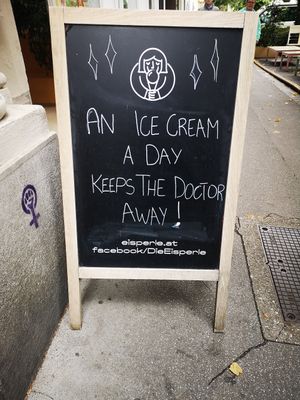 AN ICE CREAM
A DAY
KEEPS THE DOCTOR
AWAY!
eisperle.at
facebook/DieEisperle